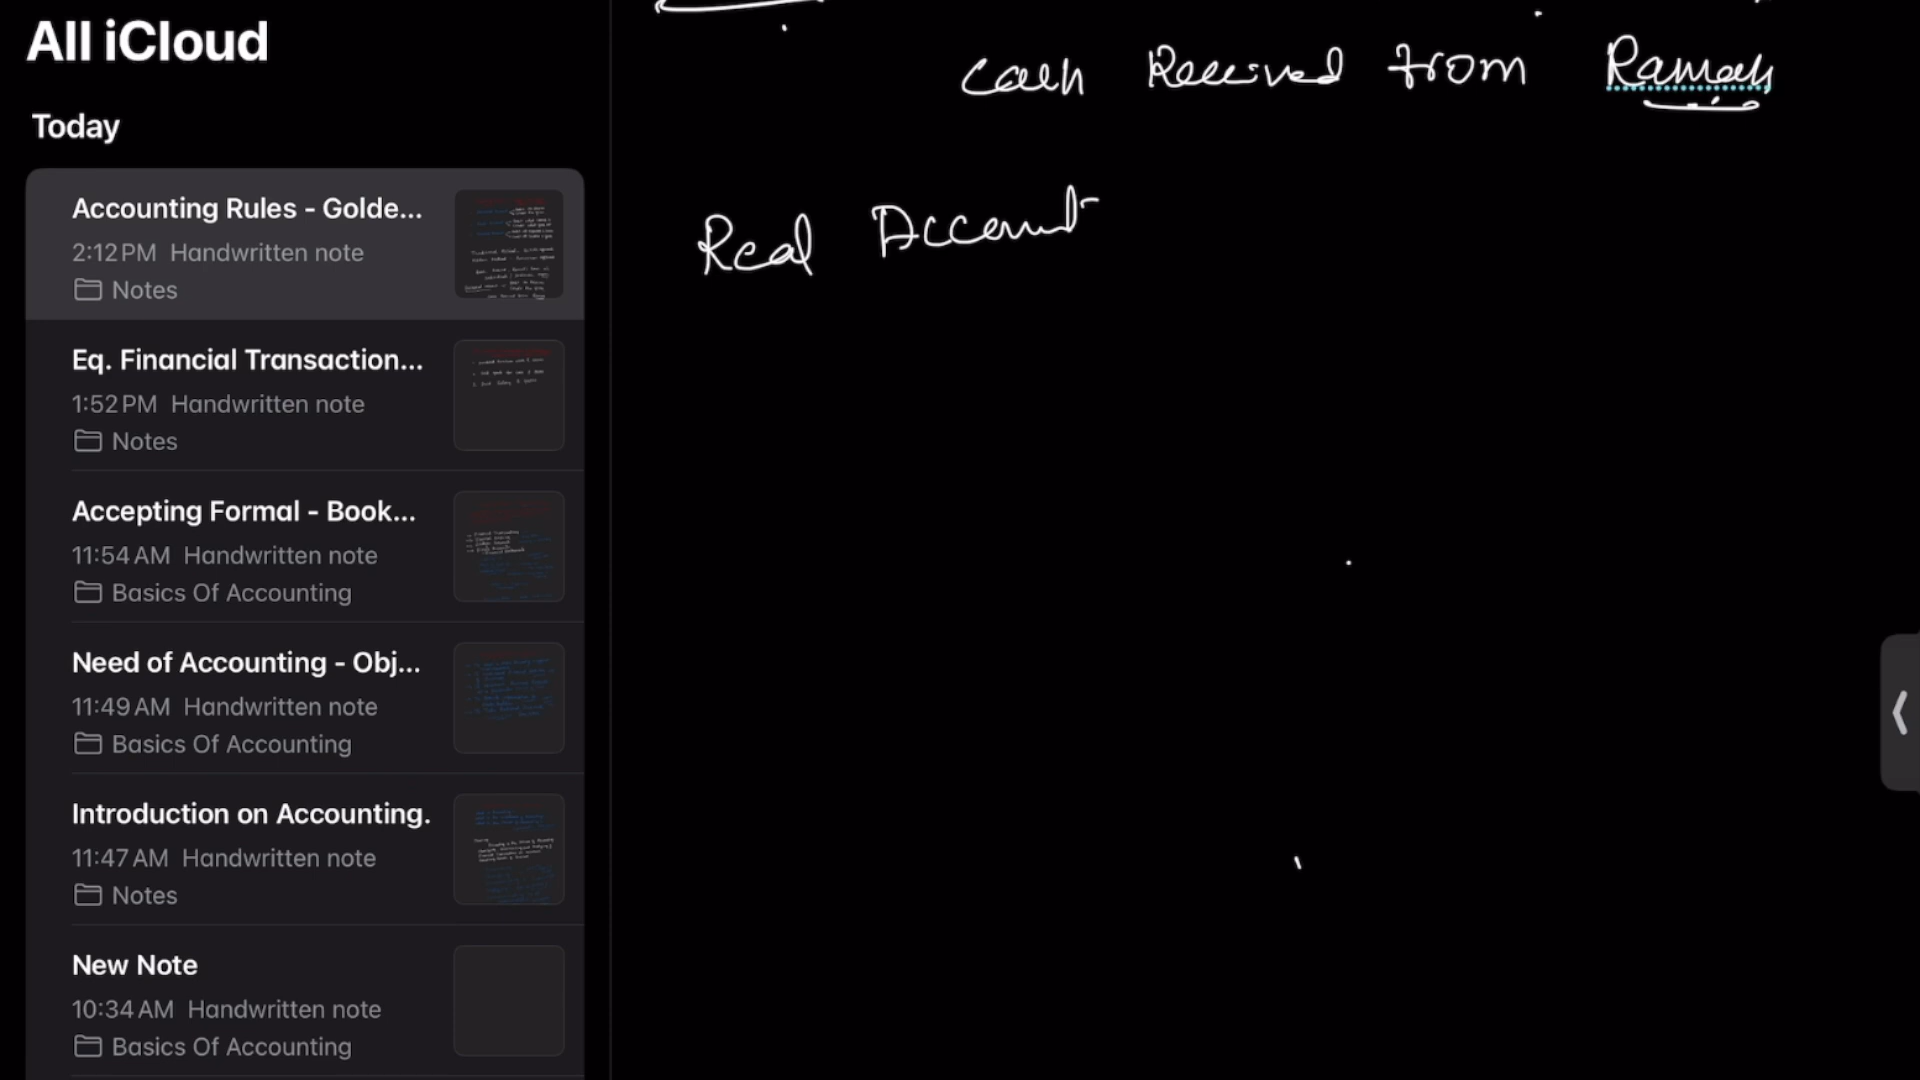 All iCloud
Today
Accounting Rules - Golde...
2:12 PM Handwritten note
Notes
Eq. Financial Transaction...
1:52 PM Handwritten note
Notes
Accepting Formal - Book...
11:54 AM Handwritten note
Basics Of Accounting
Need of Accounting - Obj...
11:49 AM Handwritten note
Basics Of Accounting
Introduction on Accounting.
11:47 AM Handwritten note
Notes
New Note
10:34 AM Handwritten note
Basics Of Accounting
Cash Received from Ramesh
Real Account